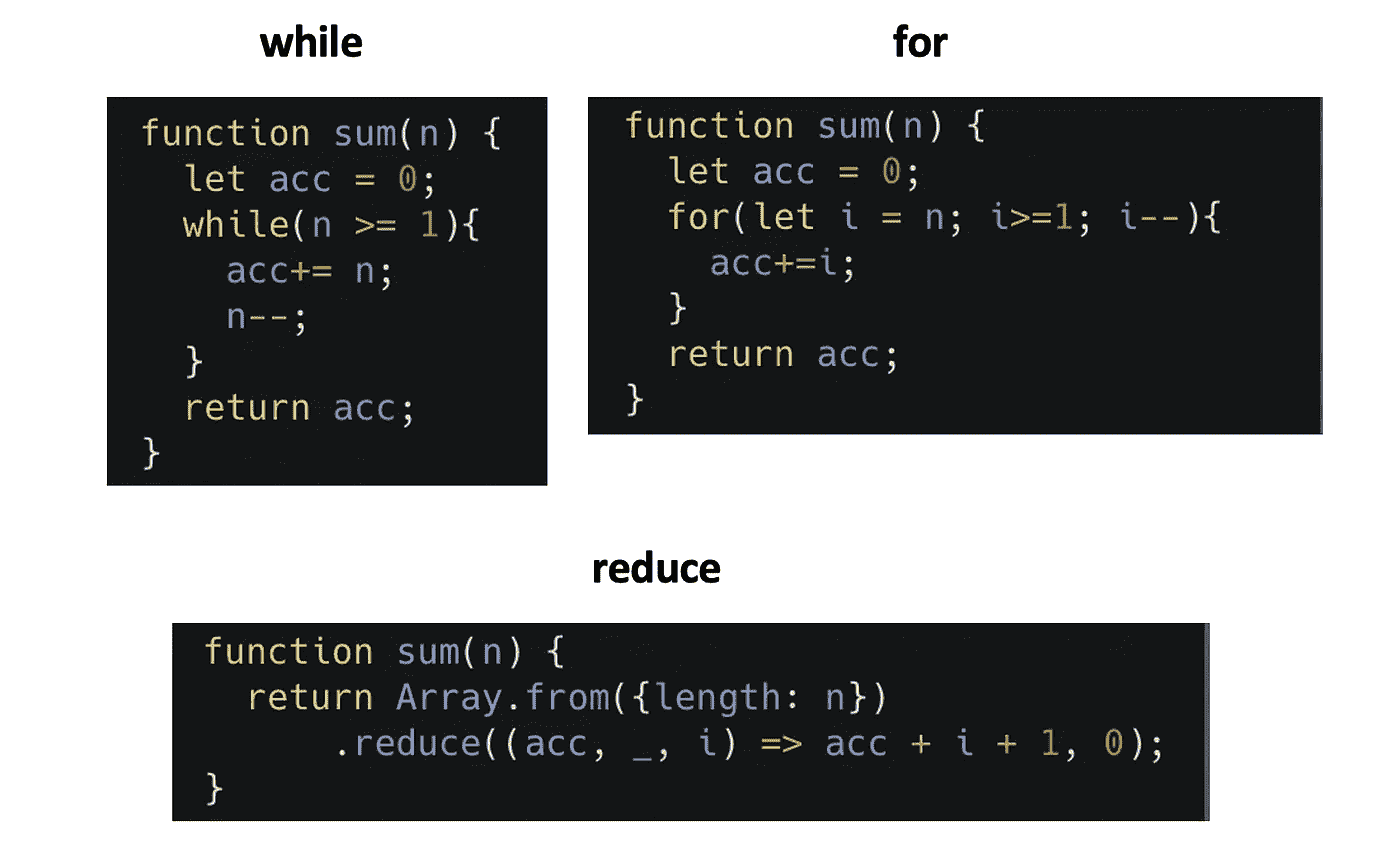 while
function sum(n) {
  let acc = 0;
  while(n >= 1){
    acc+= n;
    n--;
  }
  return acc;
}
for
function sum(n) {
  let acc = 0;
  for(let i = n; i>=1; i--){
    acc+=i;
  }
  return acc;
}
reduce
function sum(n) {
  return Array.from({length: n})
      .reduce((acc, _, i) => acc + i + 1, 0);
}